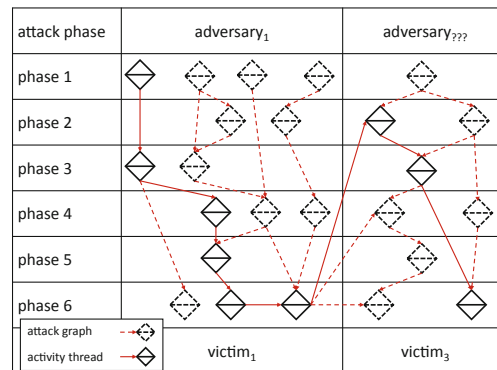 attack phase adversary1 adversary???
phase 1
phase 2
phase 3
phase 4
phase 5
phase 6
attack graph
activity thread
victim1 victim3